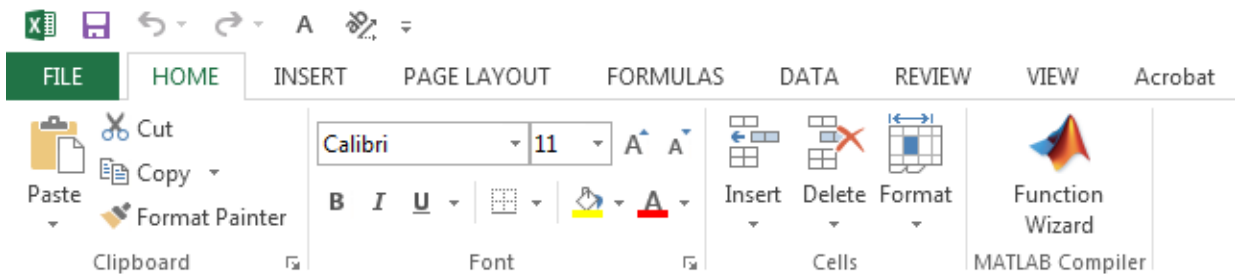 A
FILE HOME INSERT PAGE LAYOUT FORMULAS DATA REVIEW VIEW Acrobat
Paste
Cut
Copy
Format Painter
Clipboard
Calibri 11 A A
B I U A
Font
Insert Delete Format
Cells
Function
Wizard
MATLAB Compiler